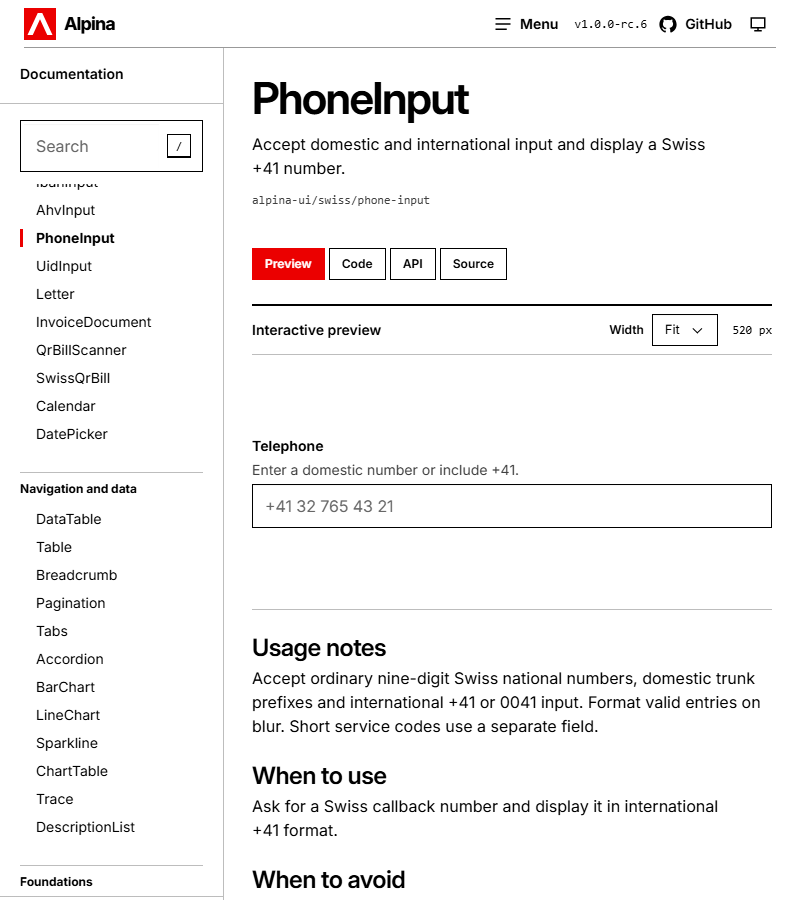 Alpina
Menu
v1.0.0-rc.6
GitHub
Documentation
Search
/
IbanInput
AhvInput
PhoneInput
UidInput
Letter
InvoiceDocument
QrBillScanner
SwissQrBill
Calendar
DatePicker
Navigation and data
DataTable
Table
Breadcrumb
Pagination
Tabs
Accordion
BarChart
LineChart
Sparkline
ChartTable
Trace
DescriptionList
Foundations
PhoneInput
Accept domestic and international input and display a Swiss
+41 number.
alpina-ui/swiss/phone-input
Preview
Code
API
Source
Interactive preview
Width
Fit
520 px
Telephone
Enter a domestic number or include +41.
+41 32 765 43 21
Usage notes
Accept ordinary nine-digit Swiss national numbers, domestic trunk
prefixes and international +41 or 0041 input. Format valid entries on
blur. Short service codes use a separate field.
When to use
Ask for a Swiss callback number and display it in international
+41 format.
When to avoid